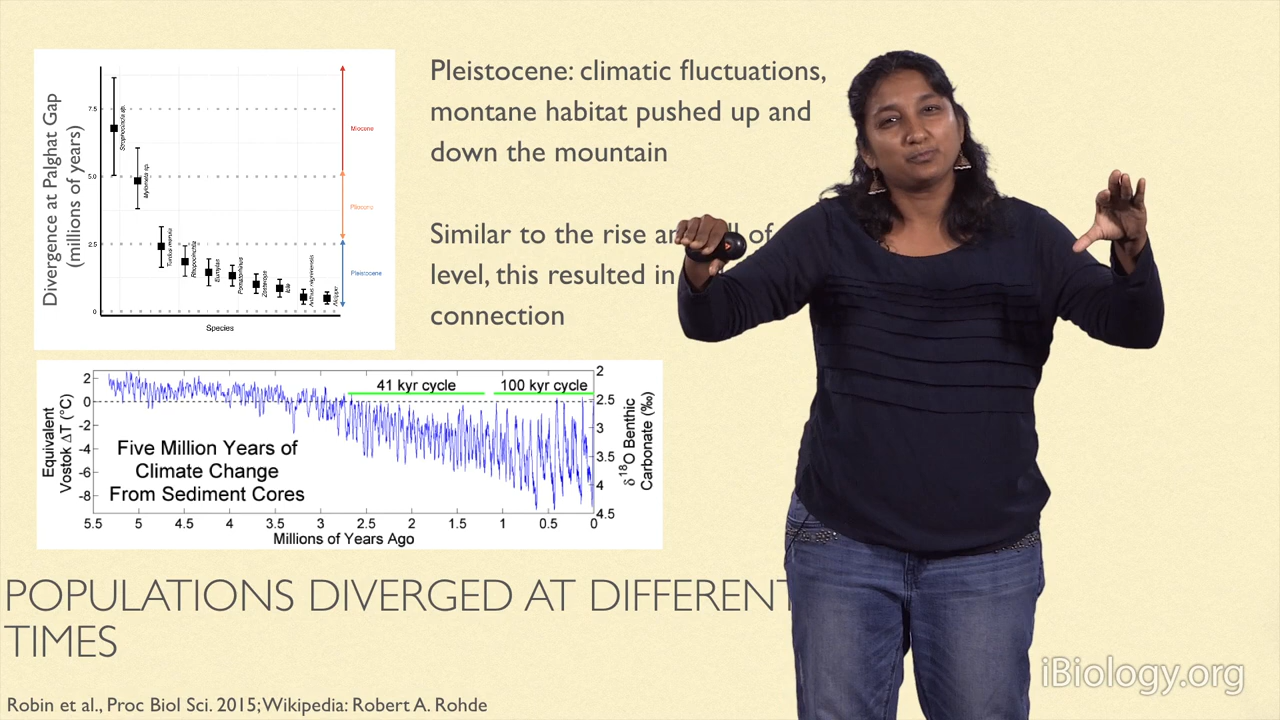 Divergence at Palghat Gap
(millions of years)
7.5
5.0
2.5
0
Miocene
Pliocene
Pleistocene
Species
Pleistocene: climatic fluctuations,
montane habitat pushed up and
down the mountain
Similar to the rise of
level, this resulted in
connection
Equivalent
Vostok ΔT (°C)
2
0
-2
-4
-6
-8
41 kyr cycle
100 kyr cycle
Five Million Years of
Climate Change
From Sediment Cores
2
2.5
3
3.5
4
4.5
δ18O Benthic
Carbonate (‰)
5.5 5 4.5 4 3.5 3 2.5 2 1.5 1 0.5 0
Millions of Years Ago
POPULATIONS DIVERGED AT DIFFERENT
TIMES
Robin et al., Proc Biol Sci. 2015; Wikipedia: Robert A. Rohde
iBiology.org